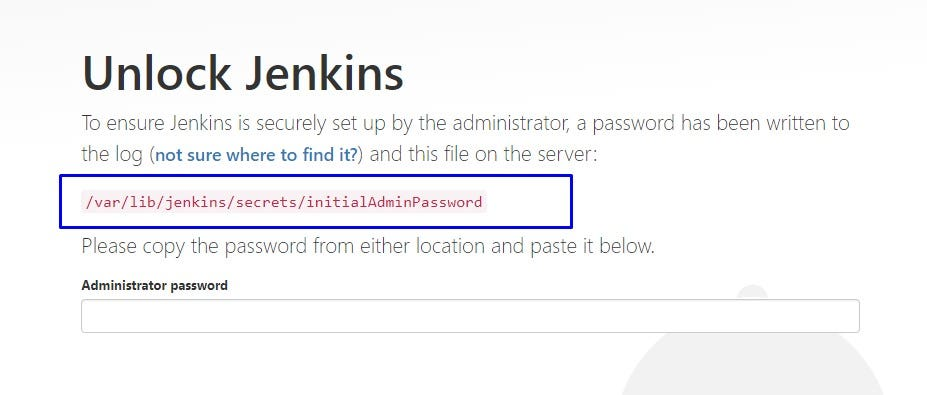 Unlock Jenkins
To ensure Jenkins is securely set up by the administrator, a password has been written to
the log (not sure where to find it?) and this file on the server:
/var/lib/jenkins/secrets/initialAdminPassword
Please copy the password from either location and paste it below.
Administrator password